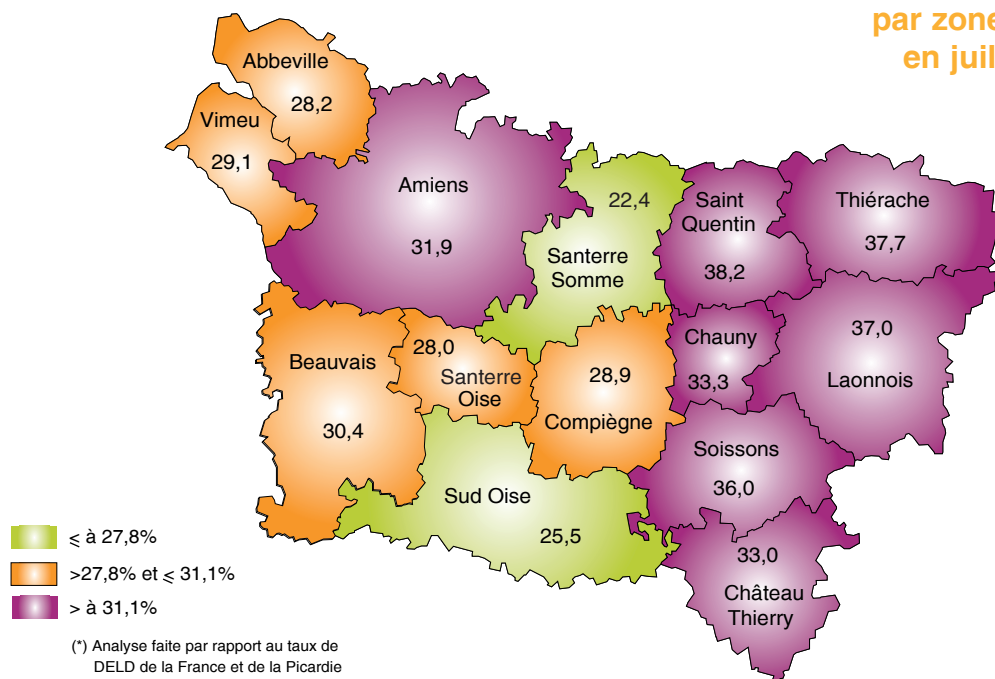 par zone
en juil
Abbeville
28,2
Vimeu
29,1
Amiens
31,9
22,4
Santerre
Somme
Saint
Quentin
38,2
Thiérache
37,7
Beauvais
30,4
28,0
Santerre
Oise
28,9
Compiègne
Chauny
33,3
37,0
Laonnois
Soissons
36,0
Sud Oise
25,5
33,0
Château
Thierry
⩽ à 27,8%
>27,8% et ⩽ 31,1%
> à 31,1%
(*) Analyse faite par rapport au taux de
DELD de la France et de la Picardie